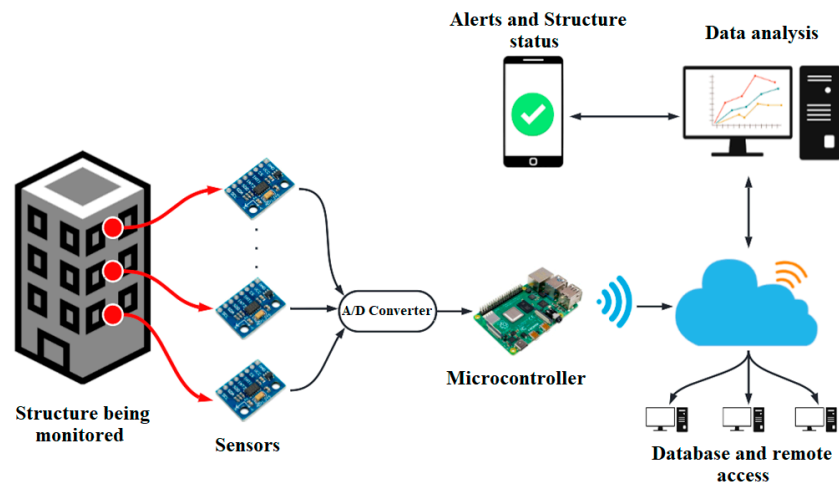 Alerts and Structure
status
Data analysis
A/D Converter
Microcontroller
Structure being
monitored
Sensors
Database and remote
access